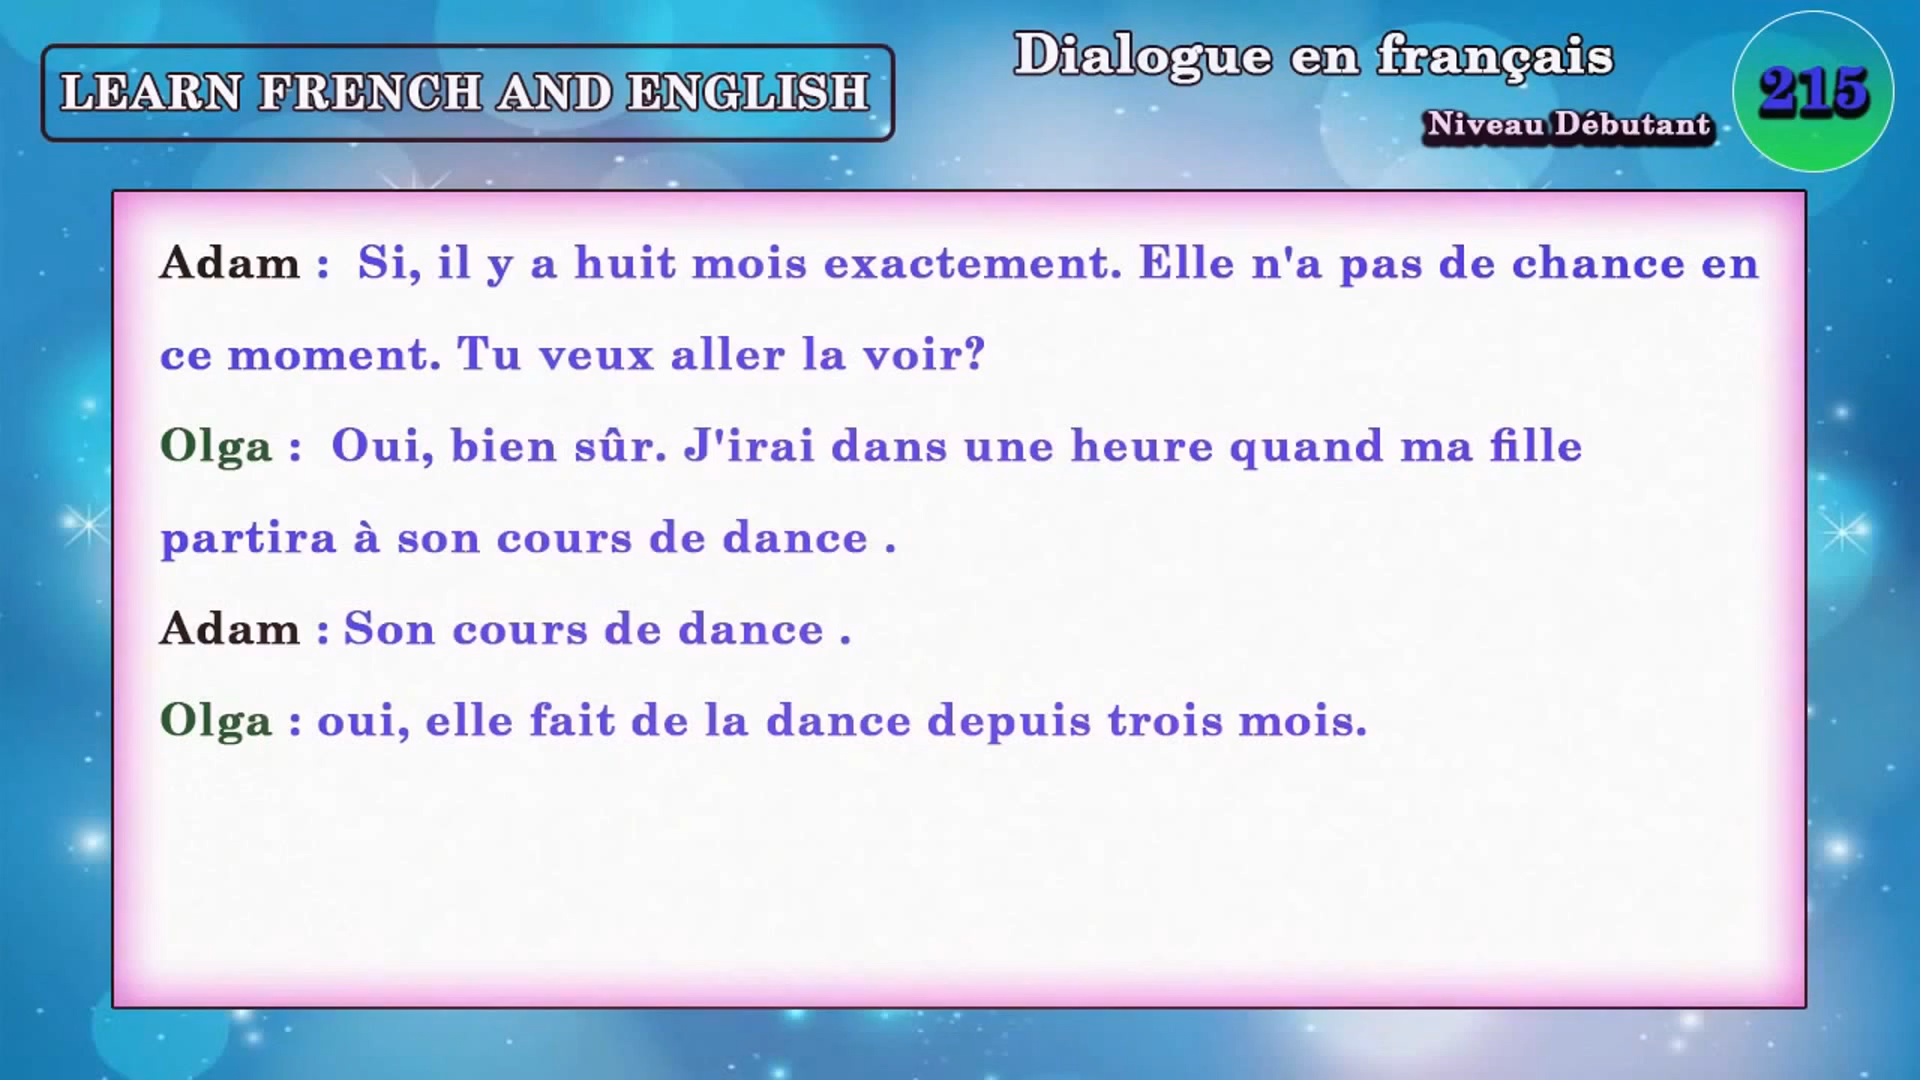 LEARN FRENCH AND ENGLISH
Dialogue en français
Niveau Débutant
215
Adam :  Si, il y a huit mois exactement. Elle n'a pas de chance en
ce moment. Tu veux aller la voir?
Olga :  Oui, bien sûr. J'irai dans une heure quand ma fille
partira à son cours de dance .
Adam : Son cours de dance .
Olga : oui, elle fait de la dance depuis trois mois.